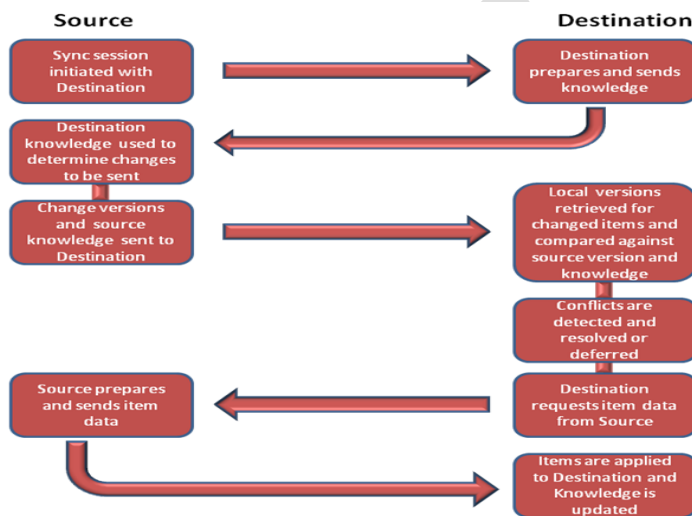 Source
Destination
Sync session
initiated with
Destination
Destination
prepares and sends
knowledge
Destination
knowledge used to
determine changes
to be sent
Change versions
and source
knowledge sent to
Destination
Local versions
retrieved for
changed items and
compared against
source version and
knowledge
Conflicts are
detected and
resolved or
deferred
Destination
requests item data
from Source
Source prepares
and sends item
data
Items are applied
to Destination and
Knowledge is
updated